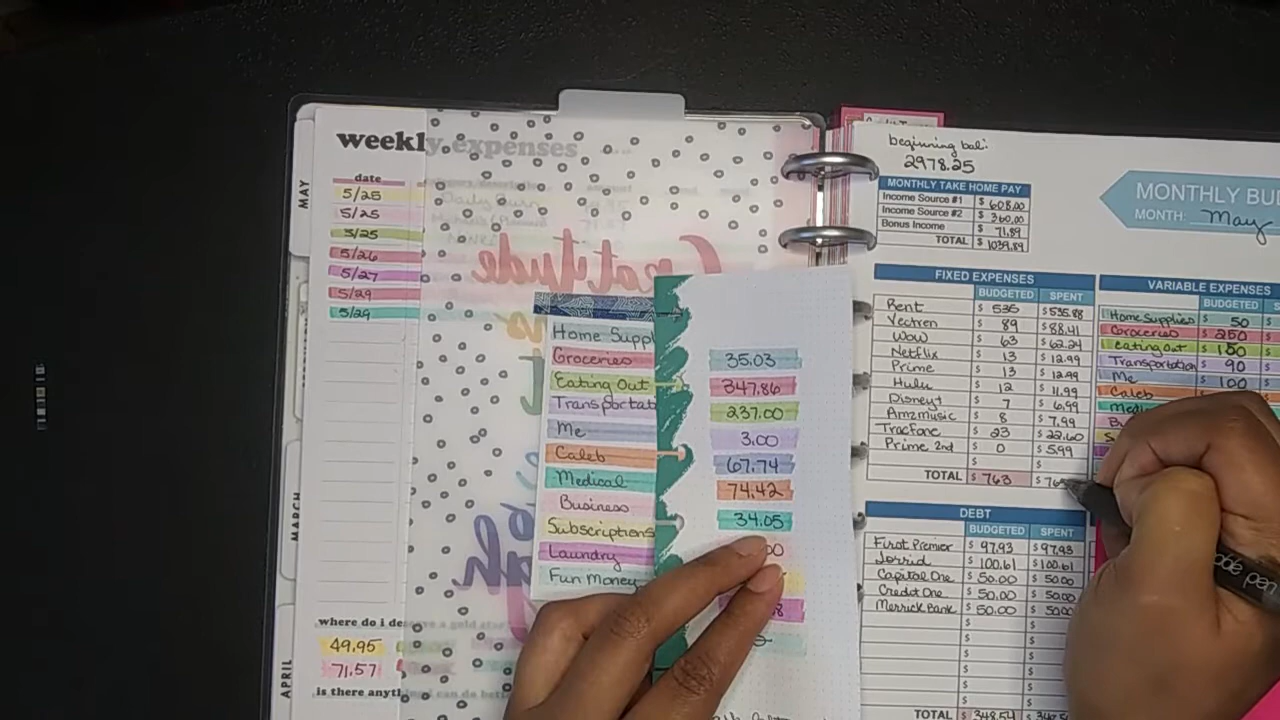 weekly expenses
date
5/25
5/25
5/25
5/26
5/27
5/29
5/29
MAY
MARCH
APRIL
Gratitude
where do i deserve a gold star
49.95
71.57
Home Suppl
Groceries
Eating Out
Transportat
Me
Caleb
Medical
Business
Subscriptions
Laundry
Fun Money
35.03
347.86
237.00
3.00
67.74
74.42
34.05
beginning bal:
2978.25
MONTHLY TAKE HOME PAY
Income Source #1 $ 608.00
Income Source #2 $ 360.00
Bonus Income $ 71.89
TOTAL $ 1039.89
MONTHLY BU
MONTH: May
FIXED EXPENSES
BUDGETED SPENT
Rent $ 535 $ 535.88
Vectren $ 89 $ 88.41
WOW $ 63 $ 62.24
Netflix $ 13 $ 12.99
Prime $ 13 $ 12.99
Hulu $ 12 $ 11.99
Disney+ $ 7 $ 6.99
Amzmusic $ 8 $ 7.99
Tracfone $ 23 $ 22.60
Prime 2nd $ 0 $ 5.99
$ $
TOTAL $ 763 $ 76
VARIABLE EXPENSES
BUDGETED
Home Supplies $ 50
Groceries $ 250
eating out $ 150
Transportation $ 90
Me $ 100
Caleb
DEBT
BUDGETED SPENT
First Premier $ 97.93 $ 97.93
Jorrid $ 100.61 $ 100.61
Capital One $ 50.00 $ 50.00
Credit One $ 50.00 $ 50.00
Merrick Bank $ 50.00 $ 50.00
$ $
$ $
$ $
$ $
$ $
$ $
TOTAL $ 348.54 $